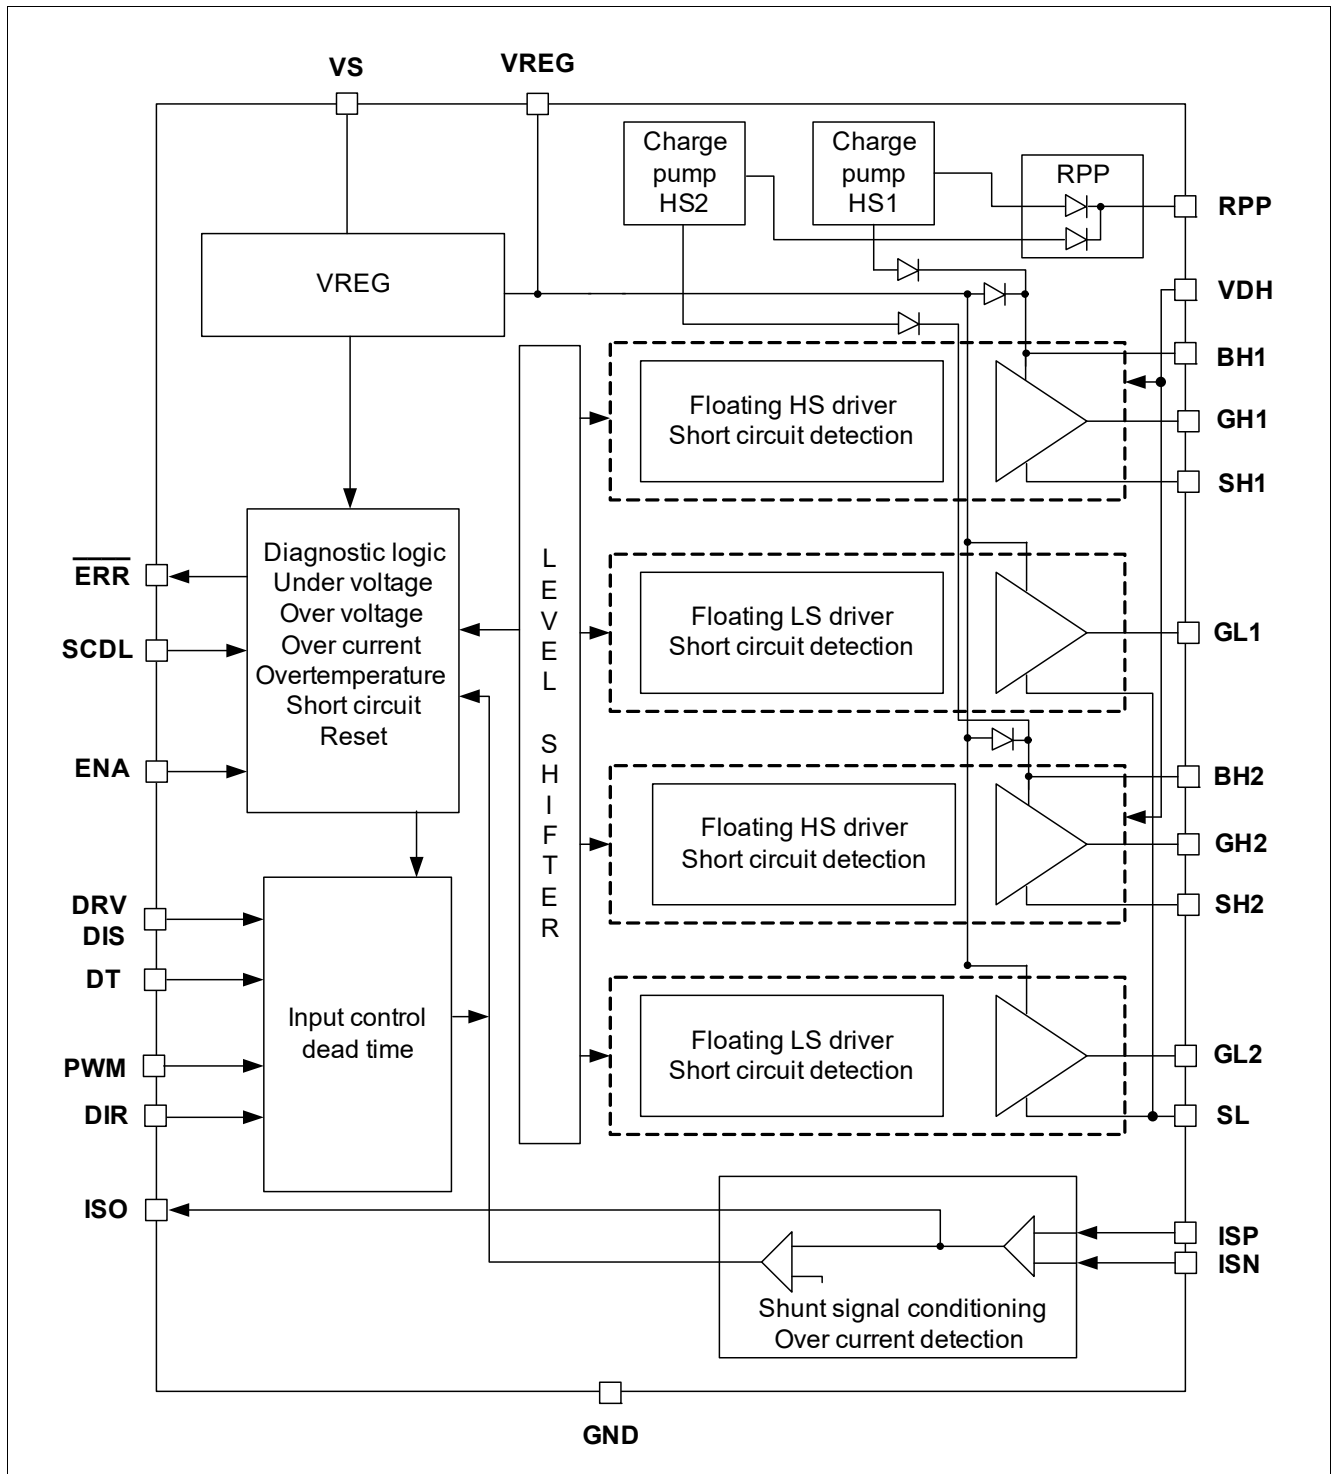 VS
VREG
Charge
pump
HS2
Charge
pump
HS1
RPP
RPP
VREG
VDH
BH1
Floating HS driver
Short circuit detection
GH1
SH1
ERR
SCDL
ENA
Diagnostic logic
Under voltage
Over voltage
Over current
Overtemperature
Short circuit
Reset
LEVEL SHIFTER
Floating LS driver
Short circuit detection
GL1
BH2
Floating HS driver
Short circuit detection
GH2
SH2
DRV
DIS
DT
PWM
DIR
Input control
dead time
Floating LS driver
Short circuit detection
GL2
SL
ISO
ISP
ISN
Shunt signal conditioning
Over current detection
GND